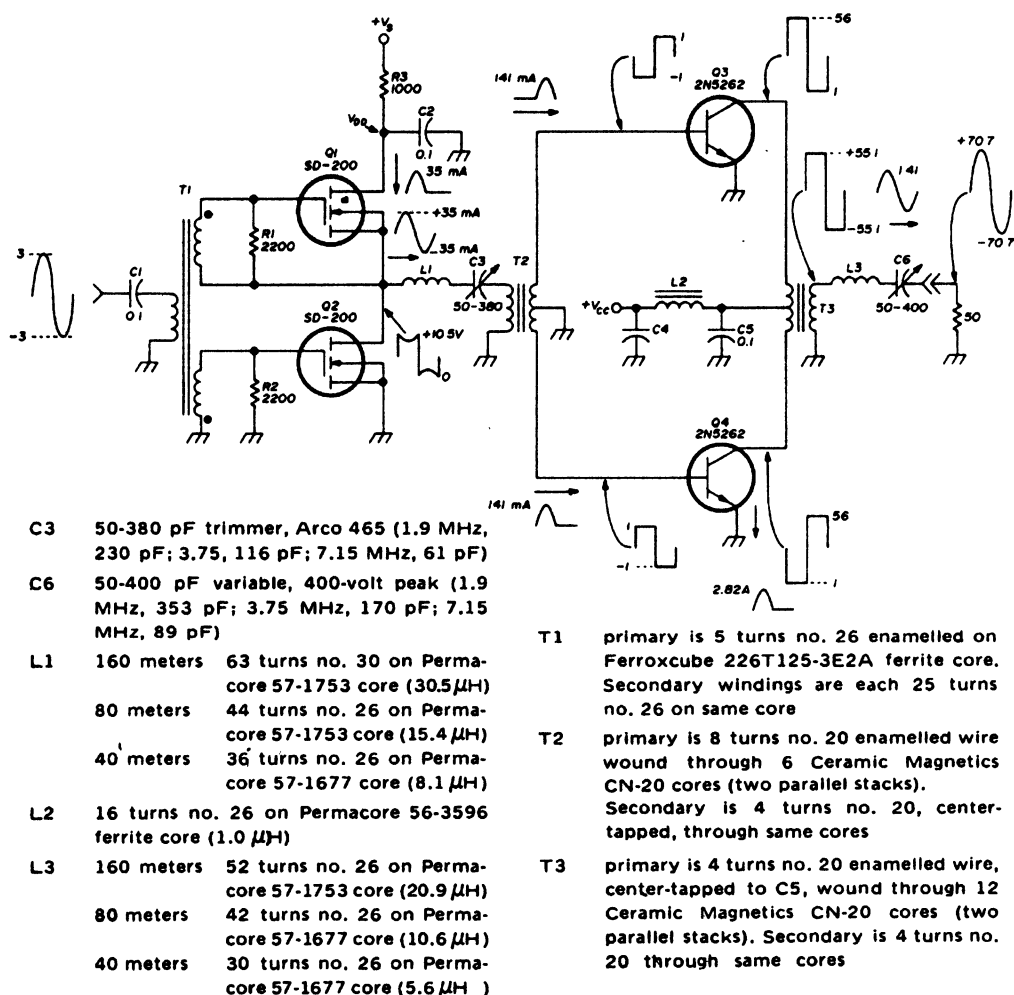 +Vs
R3
1000
VDD
C2
0.1
Q1
SD-200
35 mA
+35 mA
-35 mA
T1
R1
2200
3
-3
C1
0.1
L1
C3
50-380
T2
Q2
SD-200
+10.5V
0
R2
2200
141 mA
1
-1
Q3
2N5262
56
1
+55 1
-55 1
141
+70 7
-70 7
L2
+Vcc
C4
C5
0.1
T3
L3
C6
50-400
50
Q4
2N5262
141 mA
1
-1
56
1
2.82A
C3 50-380 pF trimmer, Arco 465 (1.9 MHz,
230 pF; 3.75, 116 pF; 7.15 MHz, 61 pF)
C6 50-400 pF variable, 400-volt peak (1.9
MHz, 353 pF; 3.75 MHz, 170 pF; 7.15
MHz, 89 pF)
L1 160 meters 63 turns no. 30 on Perma-
core 57-1753 core (30.5 μH)
80 meters 44 turns no. 26 on Perma-
core 57-1753 core (15.4 μH)
40 meters 36 turns no. 26 on Perma-
core 57-1677 core (8.1 μH)
L2 16 turns no. 26 on Permacore 56-3596
ferrite core (1.0 μH)
L3 160 meters 52 turns no. 26 on Perma-
core 57-1753 core (20.9 μH)
80 meters 42 turns no. 26 on Perma-
core 57-1677 core (10.6 μH)
40 meters 30 turns no. 26 on Perma-
core 57-1677 core (5.6 μH )
T1 primary is 5 turns no. 26 enamelled on
Ferroxcube 226T125-3E2A ferrite core.
Secondary windings are each 25 turns
no. 26 on same core
T2 primary is 8 turns no. 20 enamelled wire
wound through 6 Ceramic Magnetics
CN-20 cores (two parallel stacks).
Secondary is 4 turns no. 20, center-
tapped, through same cores
T3 primary is 4 turns no. 20 enamelled wire,
center-tapped to C5, wound through 12
Ceramic Magnetics CN-20 cores (two
parallel stacks). Secondary is 4 turns no.
20 through same cores